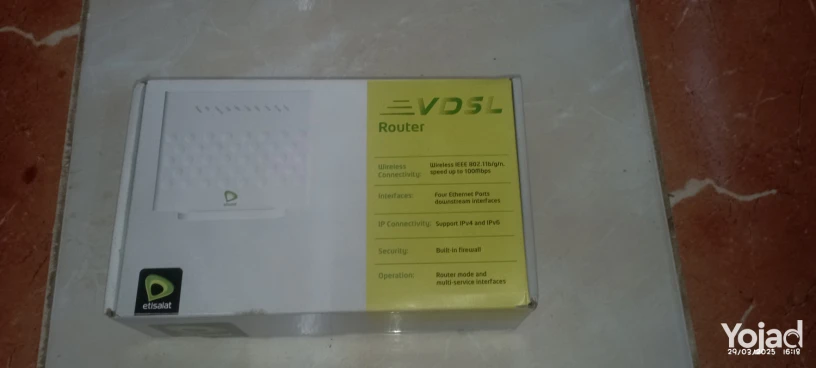 VDSL
Router
Wireless Connectivity:
Wireless IEEE 802.11b/g/n,
speed up to 100Mbps
Interfaces:
Four Ethernet Ports
downstream interfaces
IP Connectivity: Support IPv4 and IPv6
Security: Built-in firewall
Operation:
Router mode and
multi-service interfaces
etisalat
etisalat
Yojad
29/03/2025 16:18